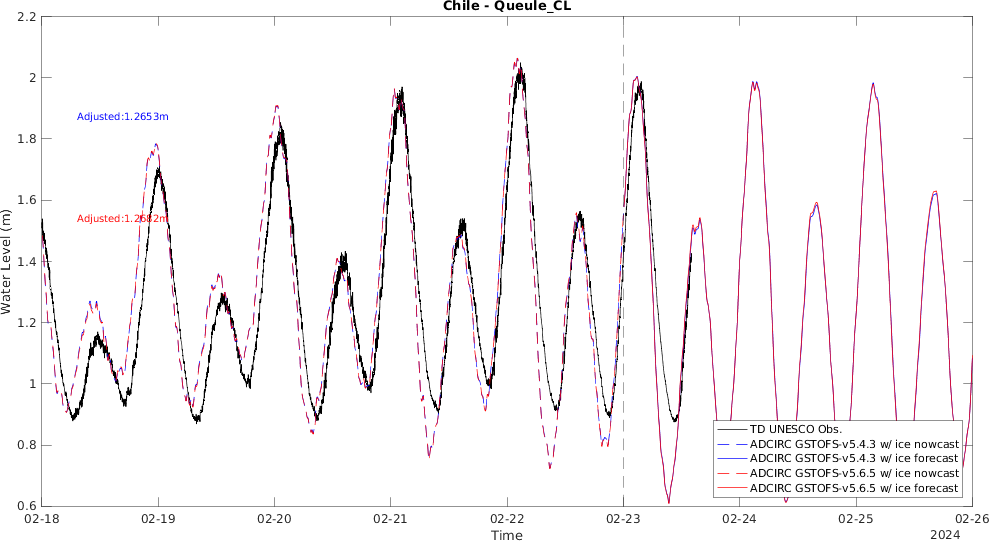 Chile - Queule_CL
2.2
2
1.8
1.6
1.4
1.2
1
0.8
0.6
Water Level (m)
Adjusted:1.2653m
Adjusted:1.2682m
TD UNESCO Obs.
ADCIRC GSTOFS-v5.4.3 w/ ice nowcast
ADCIRC GSTOFS-v5.4.3 w/ ice forecast
ADCIRC GSTOFS-v5.6.5 w/ ice nowcast
ADCIRC GSTOFS-v5.6.5 w/ ice forecast
02-18 02-19 02-20 02-21 02-22 02-23 02-24 02-25 02-26
Time
2024